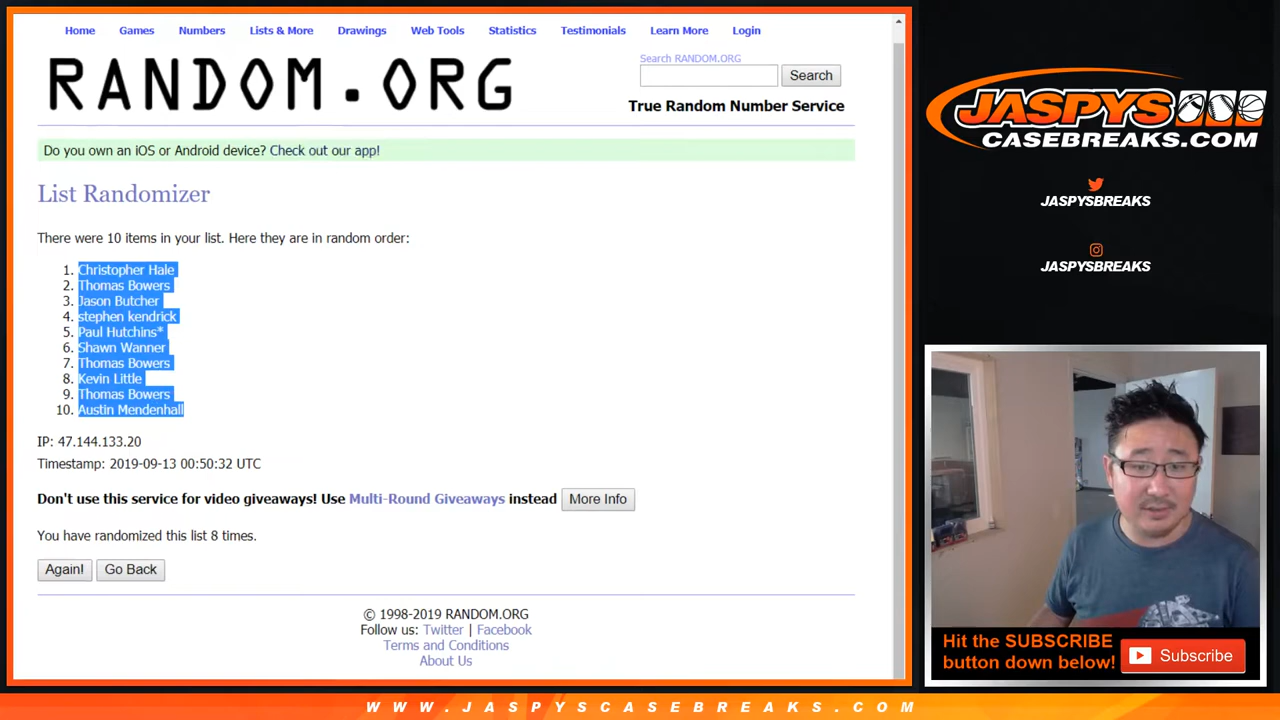 Home Games Numbers Lists & More Drawings Web Tools Statistics Testimonials Learn More Login
RANDOM.ORG
Search RANDOM.ORG
Search
True Random Number Service
Do you own an iOS or Android device? Check out our app!
List Randomizer
There were 10 items in your list. Here they are in random order:
1. Christopher Hale
2. Thomas Bowers
3. Jason Butcher
4. stephen kendrick
5. Paul Hutchins*
6. Shawn Wanner
7. Thomas Bowers
8. Kevin Little
9. Thomas Bowers
10. Austin Mendenhall
IP: 47.144.133.20
Timestamp: 2019-09-13 00:50:32 UTC
Don't use this service for video giveaways! Use Multi-Round Giveaways instead More Info
You have randomized this list 8 times.
Again! Go Back
© 1998-2019 RANDOM.ORG
Follow us: Twitter | Facebook
Terms and Conditions
About Us
JASPYS
CASEBREAKS.COM
JASPYSBREAKS
JASPYSBREAKS
Hit the SUBSCRIBE
button down below!
Subscribe
WWW.JASPYSCASEBREAKS.COM